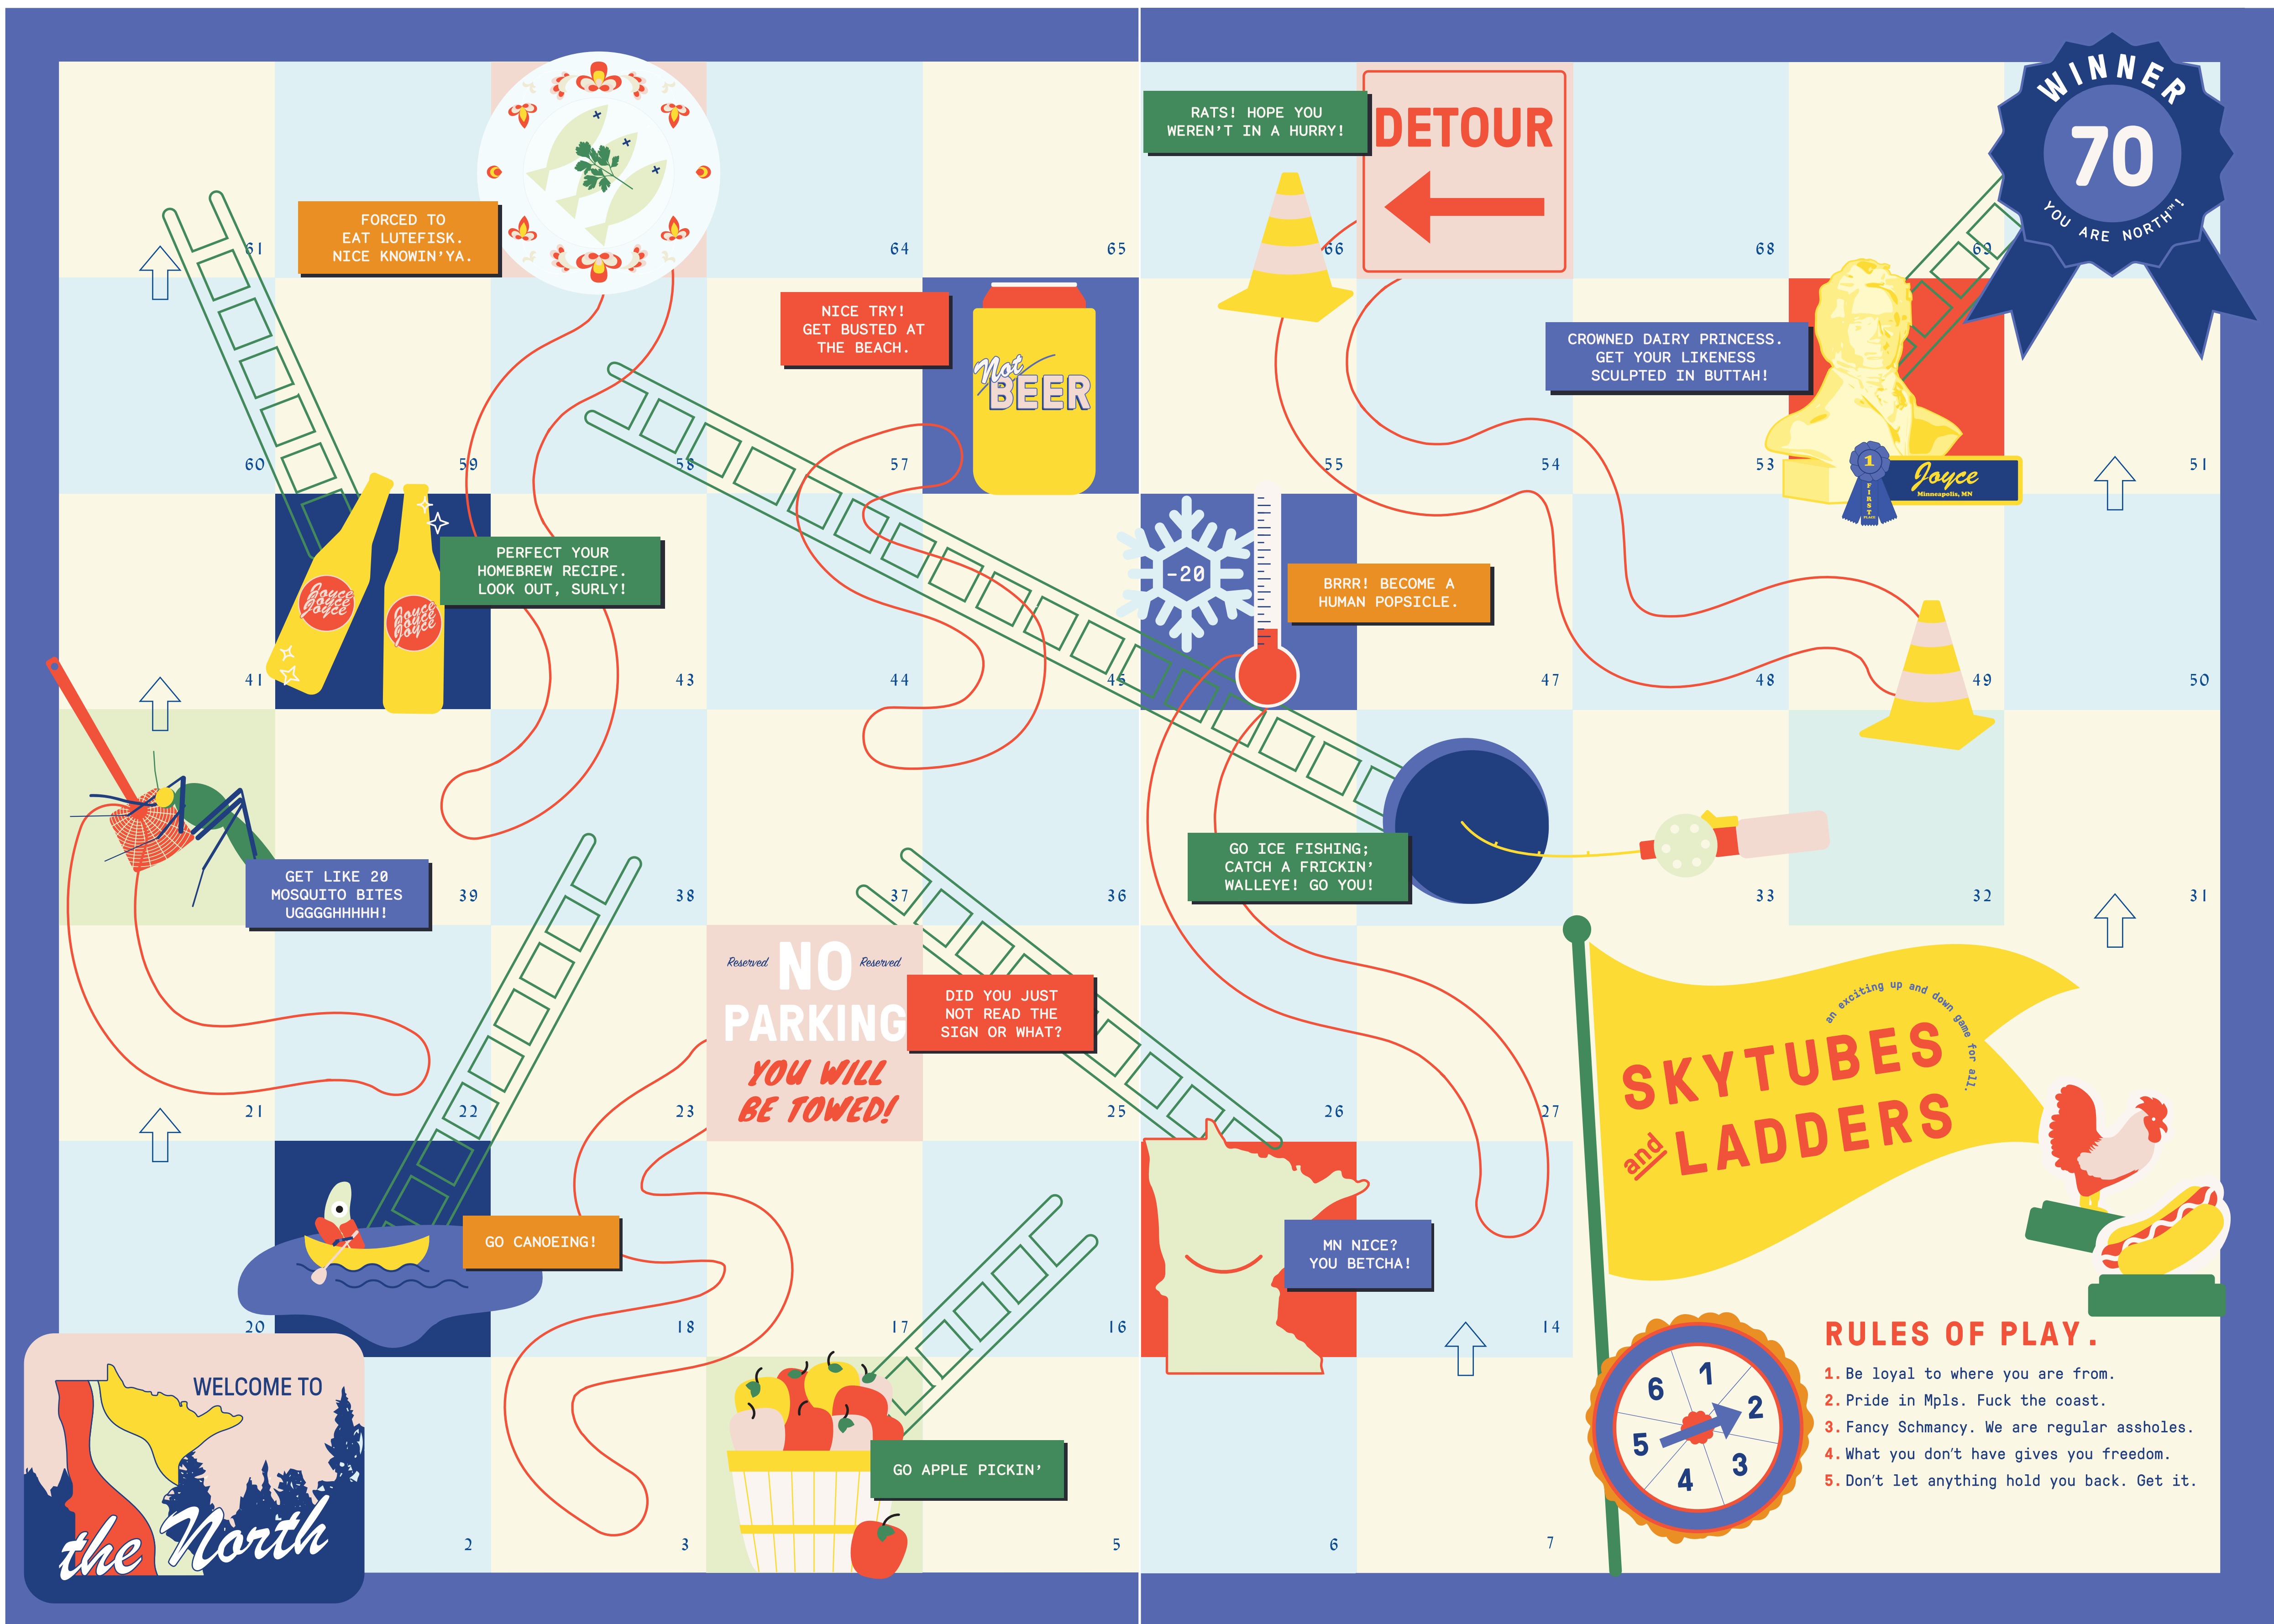 WINNER
70
YOU ARE NORTH™!
RATS! HOPE YOU
WEREN'T IN A HURRY!
DETOUR
FORCED TO
EAT LUTEFISK.
NICE KNOWIN'YA.
61
64
65
66
68
69
NICE TRY!
GET BUSTED AT
THE BEACH.
Not
BEER
CROWNED DAIRY PRINCESS.
GET YOUR LIKENESS
SCULPTED IN BUTTAH!
1
FIRST
PLACE
Joyce
Minneapolis, MN
60
59
58
57
55
54
53
51
PERFECT YOUR
HOMEBREW RECIPE.
LOOK OUT, SURLY!
Joyce
Joyce
Joyce
Joyce
Joyce
Joyce
-20
BRRR! BECOME A
HUMAN POPSICLE.
41
43
44
45
47
48
49
50
GET LIKE 20
MOSQUITO BITES
UGGGGHHHHH!
GO ICE FISHING;
CATCH A FRICKIN'
WALLEYE! GO YOU!
39
38
37
36
33
32
31
Reserved NO Reserved
PARKING
YOU WILL
BE TOWED!
DID YOU JUST
NOT READ THE
SIGN OR WHAT?
21
22
23
25
26
27
an exciting up and down game for all.
SKYTUBES
and LADDERS
GO CANOEING!
MN NICE?
YOU BETCHA!
20
18
17
16
14
WELCOME TO
the North
GO APPLE PICKIN'
2
3
5
6
7
1
2
3
4
5
6
RULES OF PLAY.
1. Be loyal to where you are from.
2. Pride in Mpls. Fuck the coast.
3. Fancy Schmancy. We are regular assholes.
4. What you don't have gives you freedom.
5. Don't let anything hold you back. Get it.